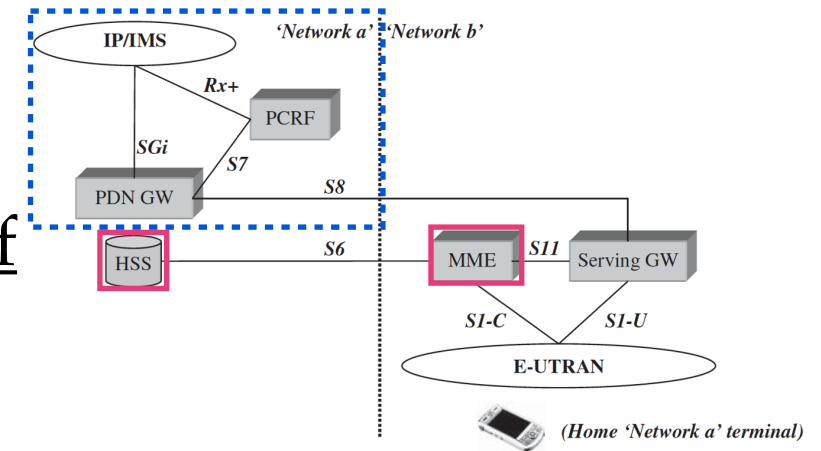 IP/IMS
‘Network a’
‘Network b’
Rx+
PCRF
SGi
S7
PDN GW
S8
f
HSS
S6
MME
S11
Serving GW
S1-C
S1-U
E-UTRAN
(Home ‘Network a’ terminal)